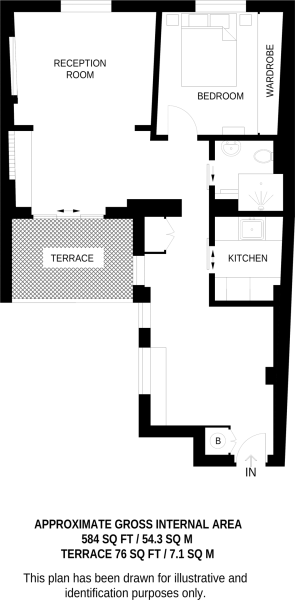 RECEPTION
ROOM
BEDROOM
WARDROBE
TERRACE
KITCHEN
B
IN
APPROXIMATE GROSS INTERNAL AREA
584 SQ FT / 54.3 SQ M
TERRACE 76 SQ FT / 7.1 SQ M
This plan has been drawn for illustrative and
identification purposes only.